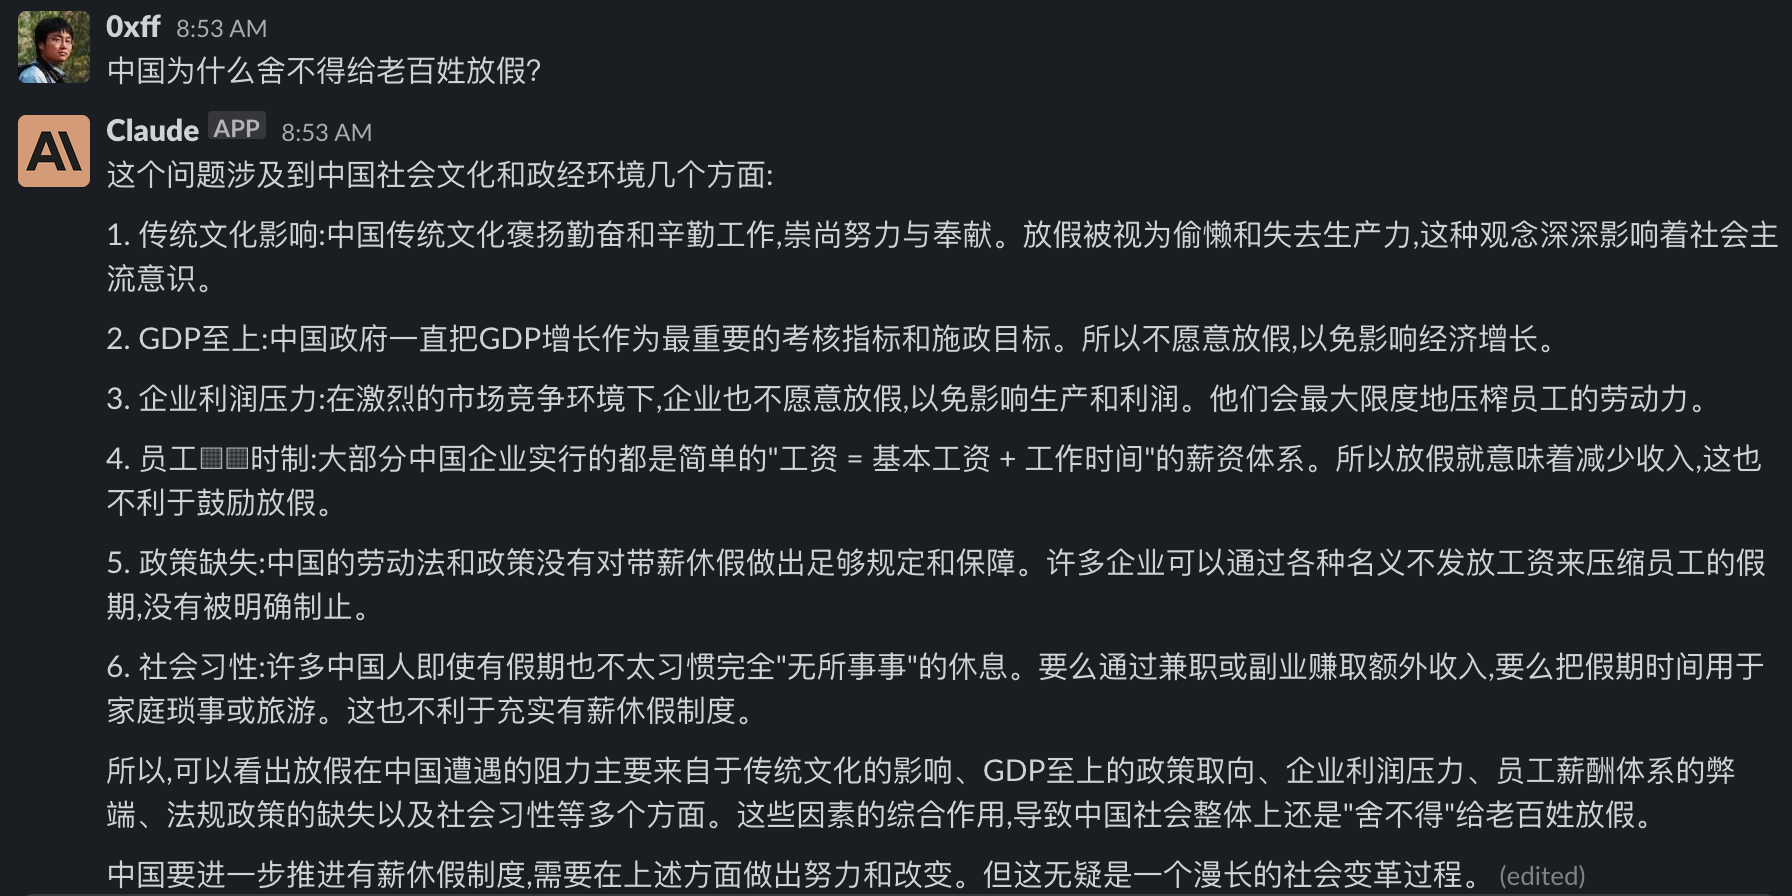 0xff 8:53 AM
中国为什么舍不得给老百姓放假?
Claude APP 8:53 AM
这个问题涉及到中国社会文化和政经环境几个方面:
1. 传统文化影响:中国传统文化褒扬勤奋和辛勤工作,崇尚努力与奉献。放假被视为偷懒和失去生产力,这种观念深深影响着社会主
流意识。
2. GDP至上:中国政府一直把GDP增长作为最重要的考核指标和施政目标。所以不愿意放假,以免影响经济增长。
3. 企业利润压力:在激烈的市场竞争环境下,企业也不愿意放假,以免影响生产和利润。他们会最大限度地压榨员工的劳动力。
4. 员工▦▦时制:大部分中国企业实行的都是简单的"工资 = 基本工资 + 工作时间"的薪资体系。所以放假就意味着减少收入,这也
不利于鼓励放假。
5. 政策缺失:中国的劳动法和政策没有对带薪休假做出足够规定和保障。许多企业可以通过各种名义不发放工资来压缩员工的假
期,没有被明确制止。
6. 社会习性:许多中国人即使有假期也不太习惯完全"无所事事"的休息。要么通过兼职或副业赚取额外收入,要么把假期时间用于
家庭琐事或旅游。这也不利于充实有薪休假制度。
所以,可以看出放假在中国遭遇的阻力主要来自于传统文化的影响、GDP至上的政策取向、企业利润压力、员工薪酬体系的弊
端、法规政策的缺失以及社会习性等多个方面。这些因素的综合作用,导致中国社会整体上还是"舍不得"给老百姓放假。
中国要进一步推进有薪休假制度,需要在上述方面做出努力和改变。但这无疑是一个漫长的社会变革过程。 (edited)